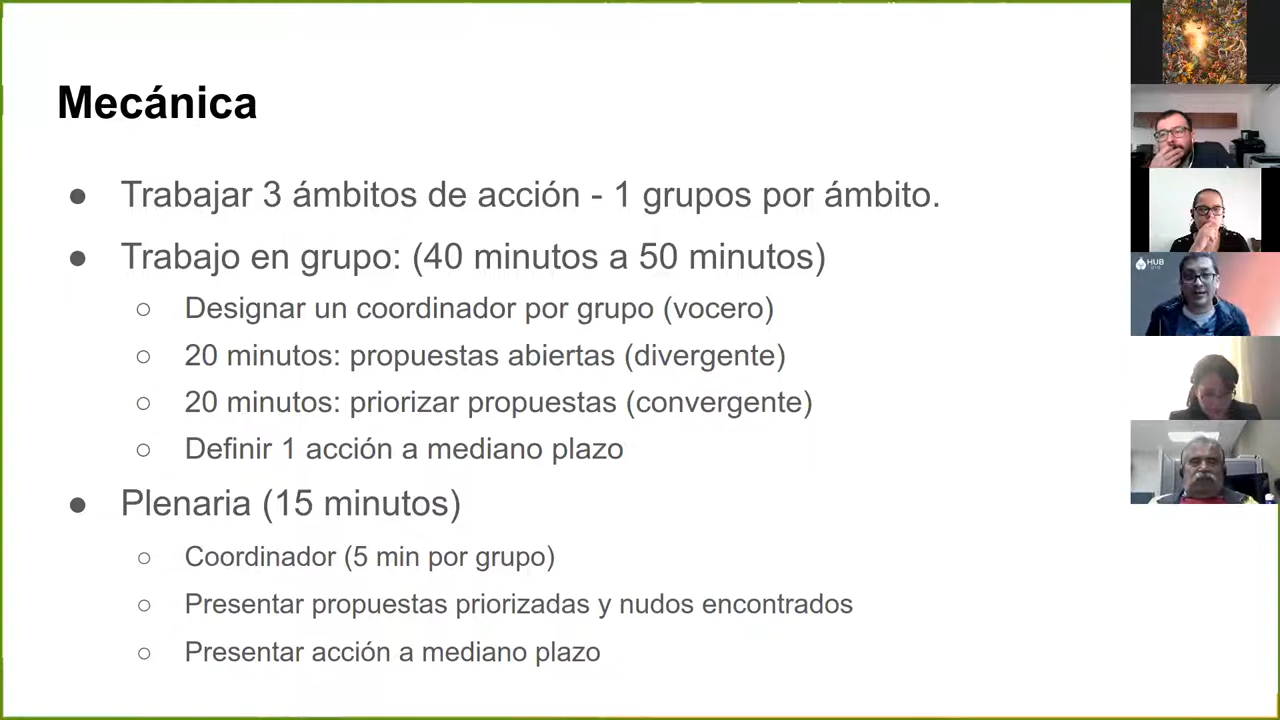 Mecánica
● Trabajar 3 ámbitos de acción - 1 grupos por ámbito.
● Trabajo en grupo: (40 minutos a 50 minutos)
○ Designar un coordinador por grupo (vocero)
○ 20 minutos: propuestas abiertas (divergente)
○ 20 minutos: priorizar propuestas (convergente)
○ Definir 1 acción a mediano plazo
● Plenaria (15 minutos)
○ Coordinador (5 min por grupo)
○ Presentar propuestas priorizadas y nudos encontrados
○ Presentar acción a mediano plazo
HUB